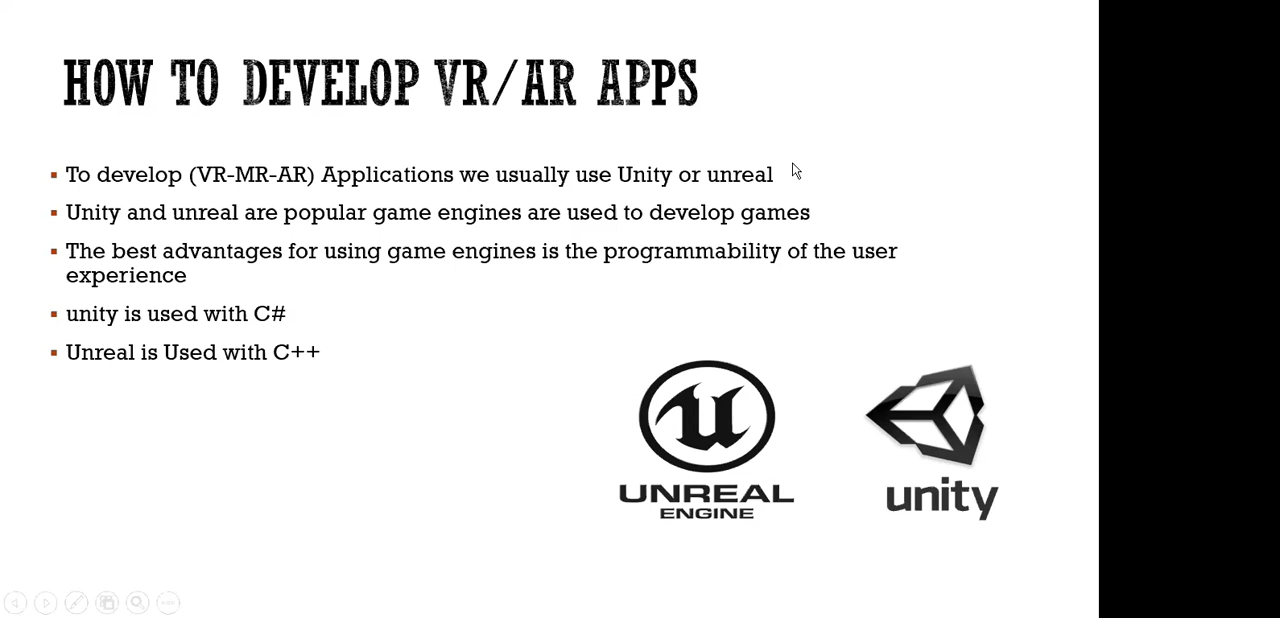 HOW TO DEVELOP VR/AR APPS
▪ To develop (VR-MR-AR) Applications we usually use Unity or unreal
▪ Unity and unreal are popular game engines are used to develop games
▪ The best advantages for using game engines is the programmability of the user
experience
▪ unity is used with C#
▪ Unreal is Used with C++
UNREAL
ENGINE
unity